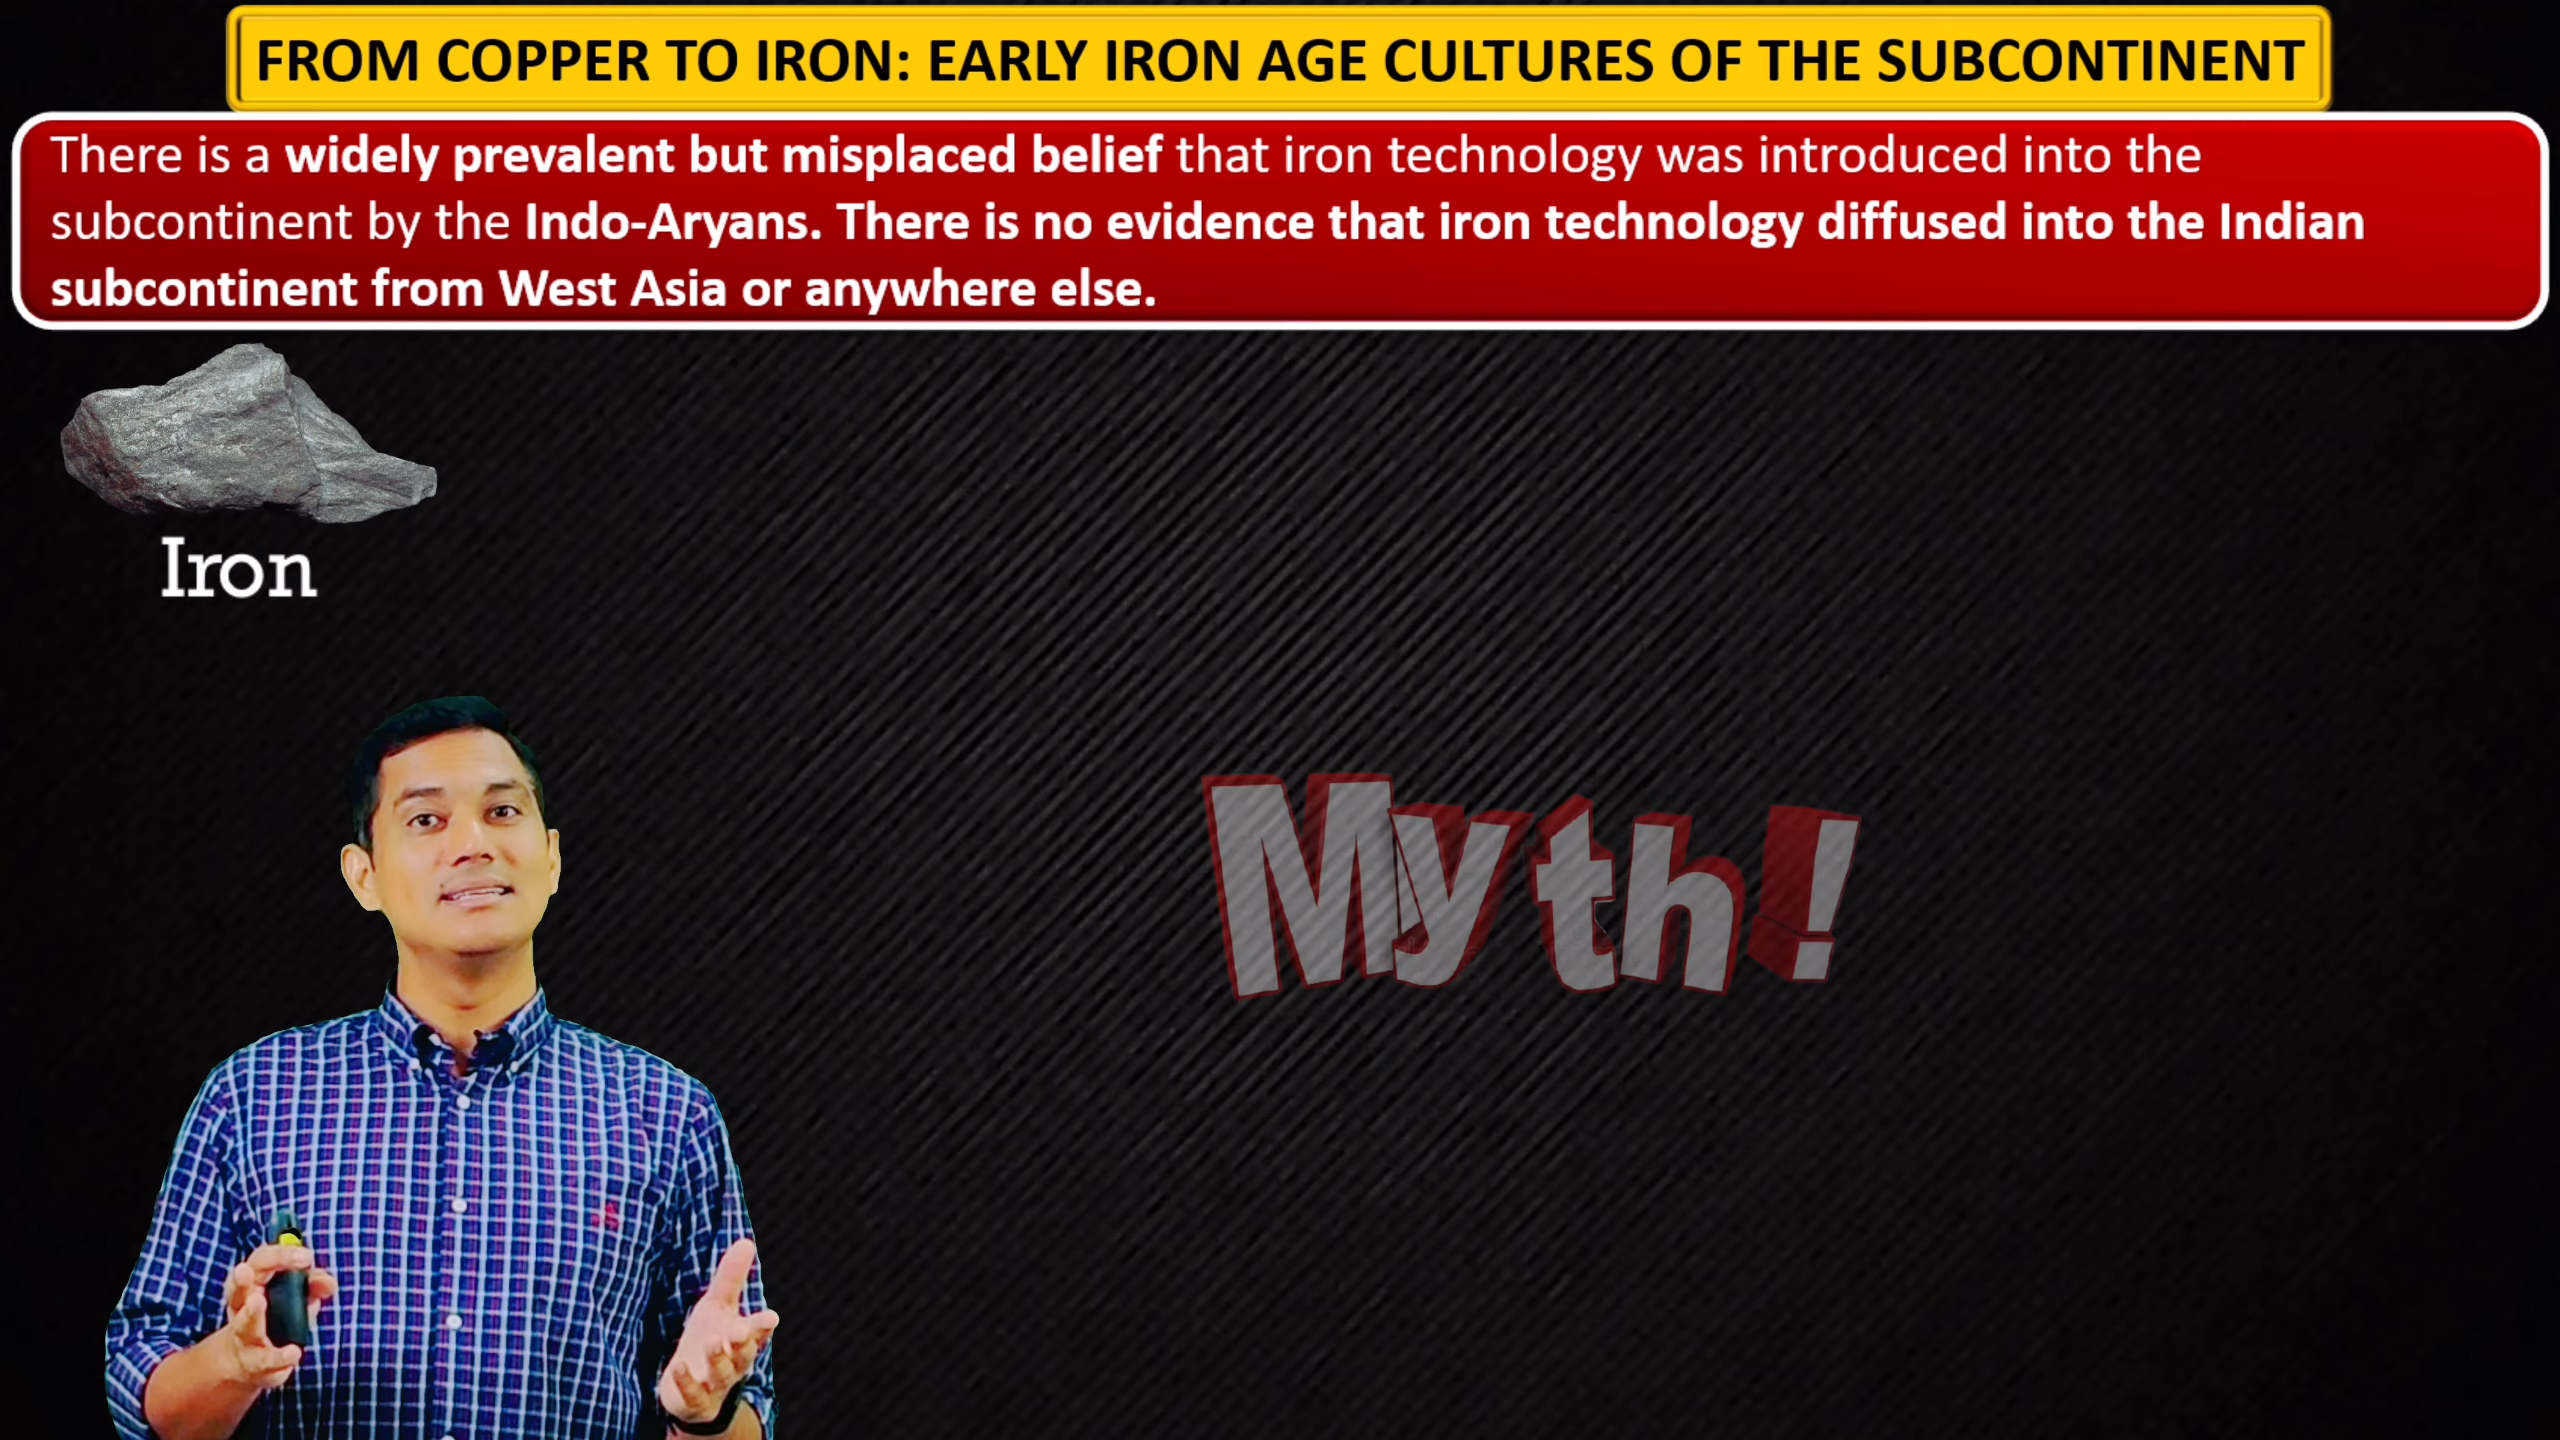 FROM COPPER TO IRON: EARLY IRON AGE CULTURES OF THE SUBCONTINENT
There is a widely prevalent but misplaced belief that iron technology was introduced into the
subcontinent by the Indo-Aryans. There is no evidence that iron technology diffused into the Indian
subcontinent from West Asia or anywhere else.
Iron
Myth!